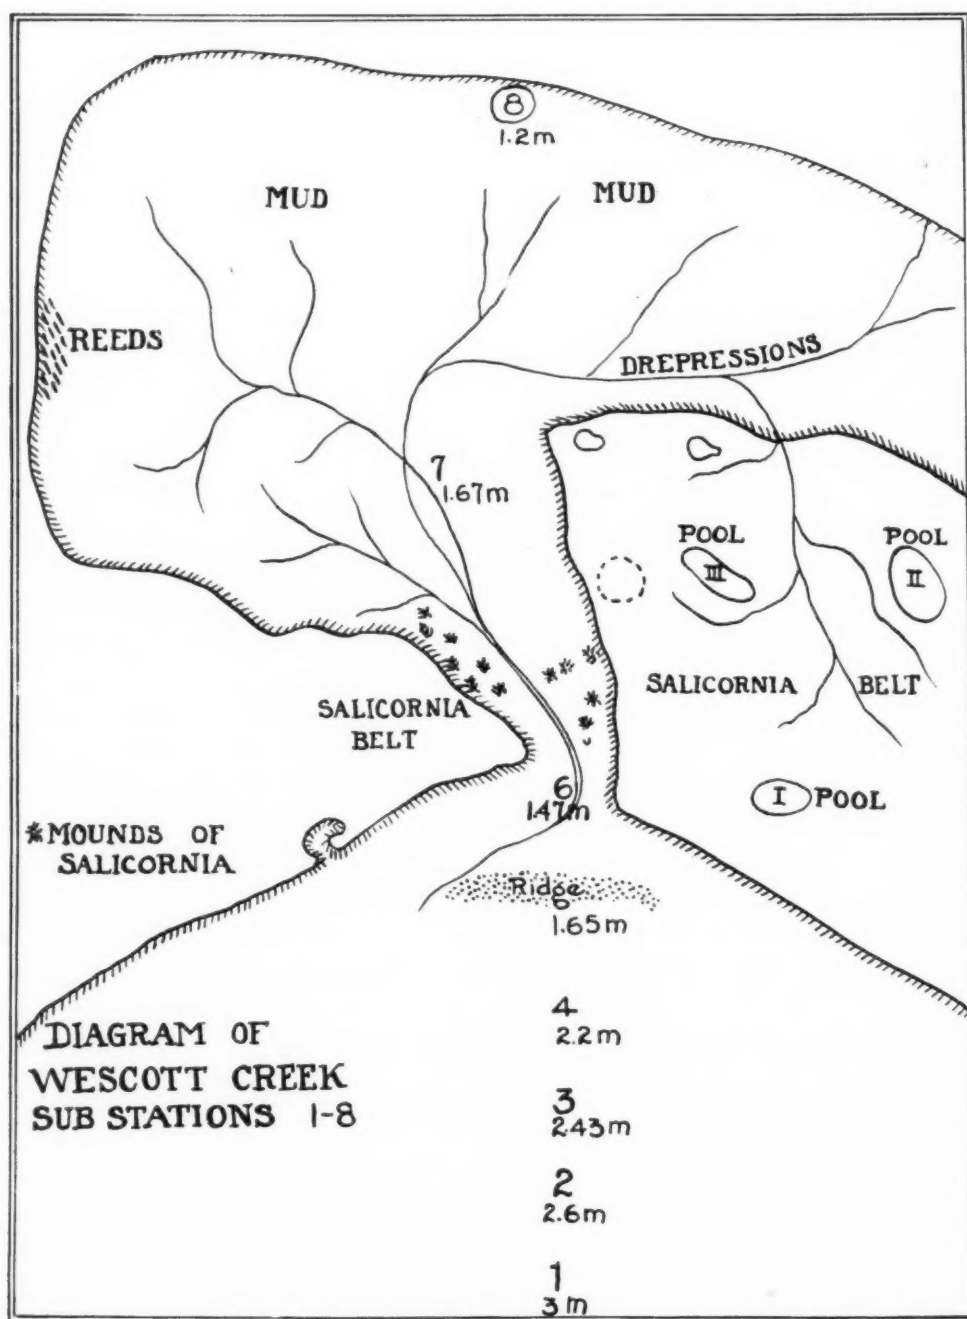 8
1.2m
MUD
MUD
REEDS
DREPRESSIONS
7
1.67m
POOL
III
POOL
II
SALICORNIA
BELT
SALICORNIA
BELT
6
1.47m
I POOL
MOUNDS OF
SALICORNIA
Ridge
1.65m
4
2.2m
DIAGRAM OF
WESCOTT CREEK
SUB STATIONS 1-8
3
2.43m
2
2.6m
1
3m